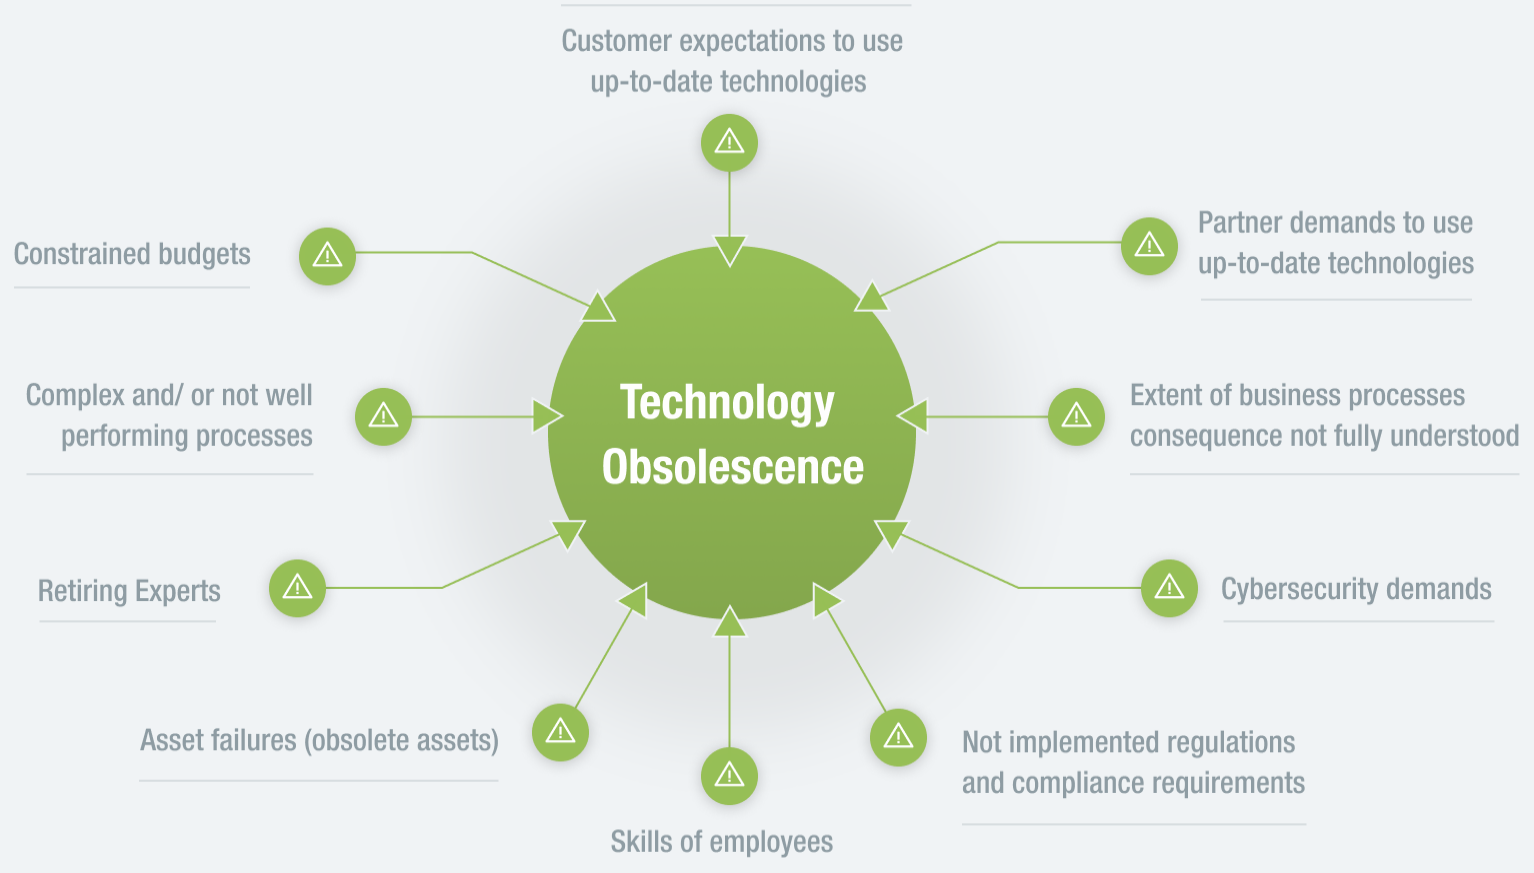 Customer expectations to use
up-to-date technologies
Constrained budgets
Partner demands to use
up-to-date technologies
Complex and/ or not well
performing processes
Technology
Obsolescence
Extent of business processes
consequence not fully understood
Retiring Experts
Cybersecurity demands
Asset failures (obsolete assets)
Not implemented regulations
and compliance requirements
Skills of employees